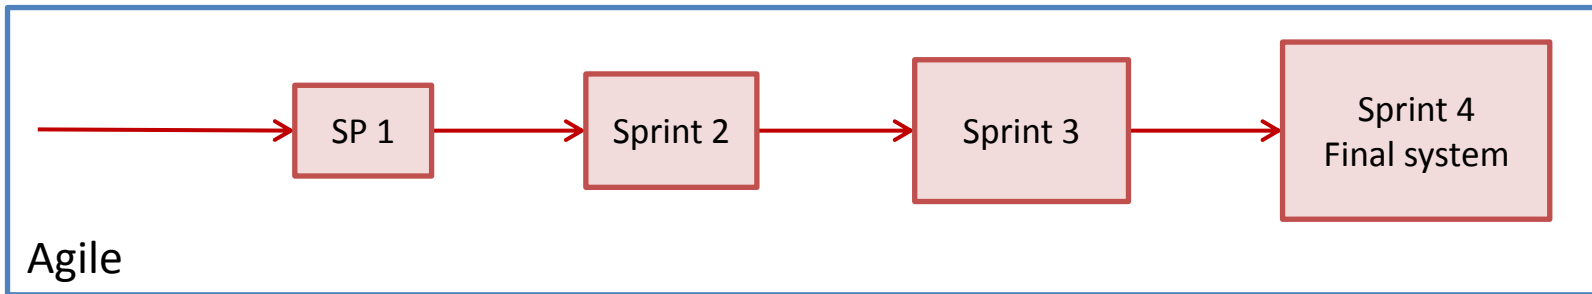 SP 1
Sprint 2
Sprint 3
Sprint 4
Final system
Agile